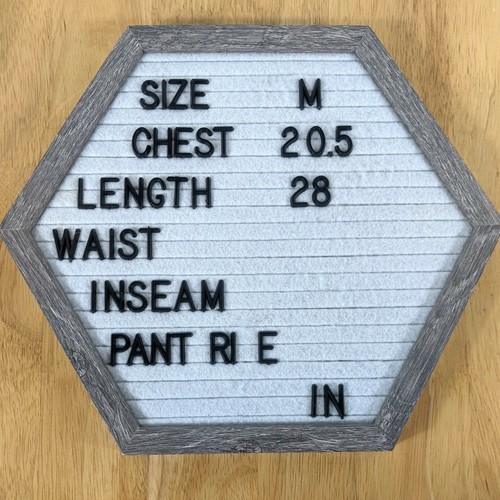 SIZE M
CHEST 20.5
LENGTH 28
WAIST
INSEAM
PANT RI E
IN